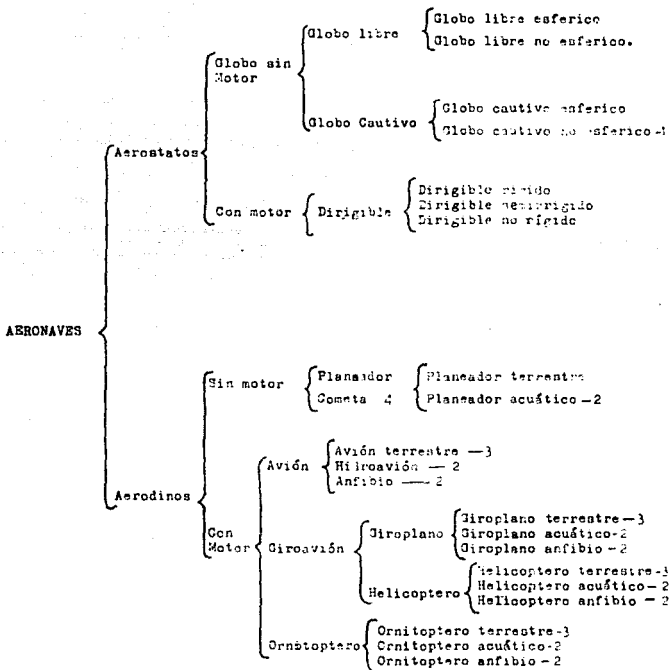 Globo libre esferico
Globo libre
Globo libre no esferico.
Globo sin
Motor
Globo cautivo esferico
Globo Cautivo
Globo cautivo no esferico-1
Aerostatos
Dirigible rígido
Con motor Dirigible
Dirigible semirrigido
Dirigible no rígido
AERONAVES
Sin motor
Planeador
Planeador terrestre
Cometa 4
Planeador acuático-2
Avión terrestre -3
Avión
Hidroavión - 2
Anfibio - 2
Aerodinos
Giroplano terrestre-3
Con
Motor
Giroavión
Giroplano
Giroplano acuático-2
Giroplano anfibio - 2
Helicoptero terrestre-3
Helicoptero
Helicoptero acuático-2
Helicoptero anfibio - 2
Ornitoptero terrestre-3
Ornitoptero
Ornitoptero acuático-2
Ornitoptero anfibio - 2